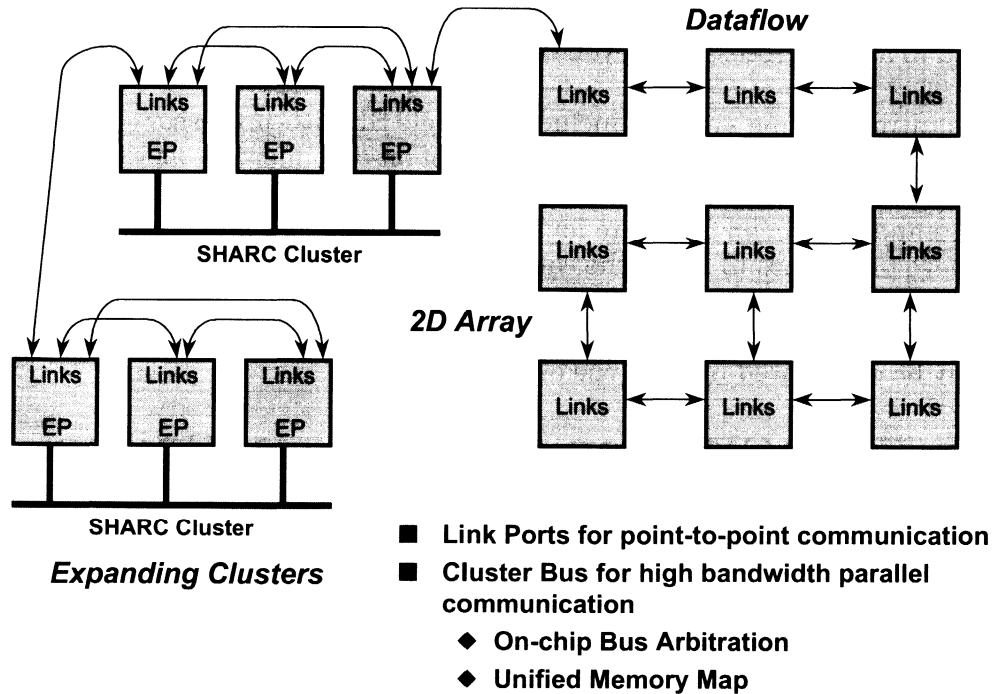 Dataflow
Links Links Links
EP EP EP
SHARC Cluster
Links Links Links
Links Links Links
2D Array
Links Links Links
Links Links Links
EP EP EP
SHARC Cluster
Expanding Clusters
■ Link Ports for point-to-point communication
■ Cluster Bus for high bandwidth parallel
communication
◆ On-chip Bus Arbitration
◆ Unified Memory Map